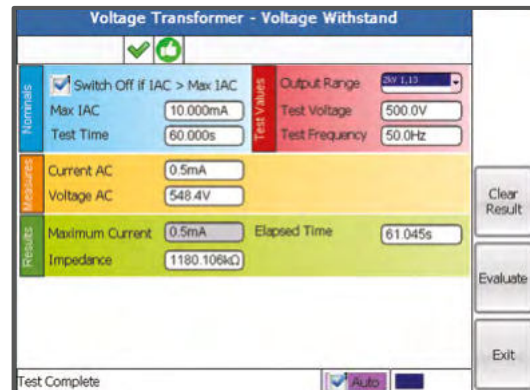 Voltage Transformer - Voltage Withstand
Nominals
Switch Off if IAC > Max IAC
Max IAC 10.000mA
Test Time 60.000s
Test Values
Output Range 2kV 1,13
Test Voltage 500.0V
Test Frequency 50.0Hz
Measures
Current AC 0.5mA
Voltage AC 548.4V
Results
Maximum Current 0.5mA Elapsed Time 61.045s
Impedance 1180.106kΩ
Clear
Result
Evaluate
Exit
Test Complete
Auto